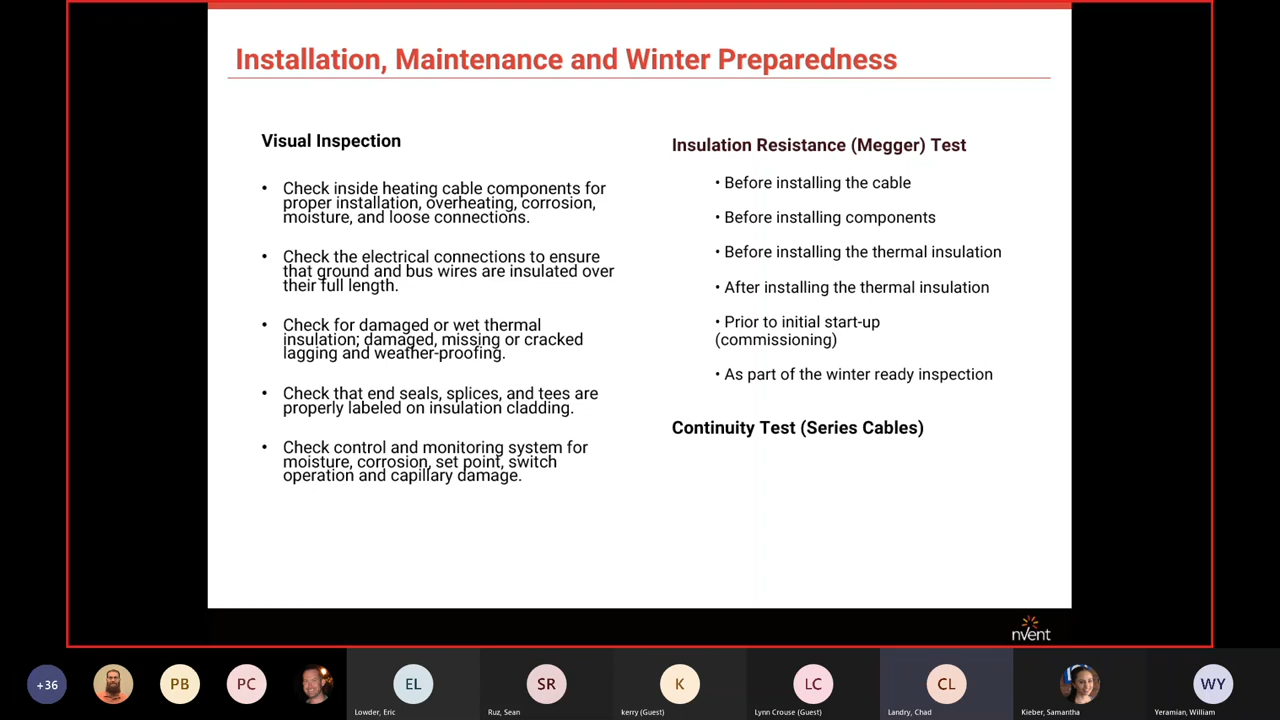 Installation, Maintenance and Winter Preparedness
Visual Inspection
• Check inside heating cable components for
proper installation, overheating, corrosion,
moisture, and loose connections.
• Check the electrical connections to ensure
that ground and bus wires are insulated over
their full length.
• Check for damaged or wet thermal
insulation; damaged, missing or cracked
lagging and weather-proofing.
• Check that end seals, splices, and tees are
properly labeled on insulation cladding.
• Check control and monitoring system for
moisture, corrosion, set point, switch
operation and capillary damage.
Insulation Resistance (Megger) Test
• Before installing the cable
• Before installing components
• Before installing the thermal insulation
• After installing the thermal insulation
• Prior to initial start-up
(commissioning)
• As part of the winter ready inspection
Continuity Test (Series Cables)
nvent
+36
PB
PC
EL
Lowder, Eric
SR
Ruz, Sean
K
kerry (Guest)
LC
Lynn Crouse (Guest)
CL
Landry, Chad
Kieber, Samantha
WY
Yeramian, William